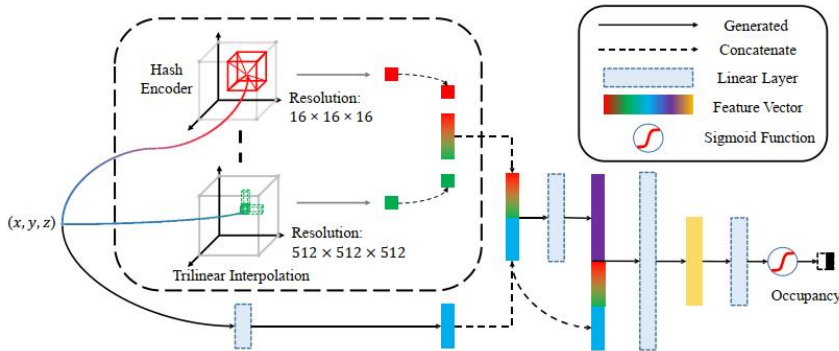 Hash
Encoder
Resolution:
16 × 16 × 16
(x, y, z)
Resolution:
512 × 512 × 512
Trilinear Interpolation
Generated
Concatenate
Linear Layer
Feature Vector
Sigmoid Function
Occupancy